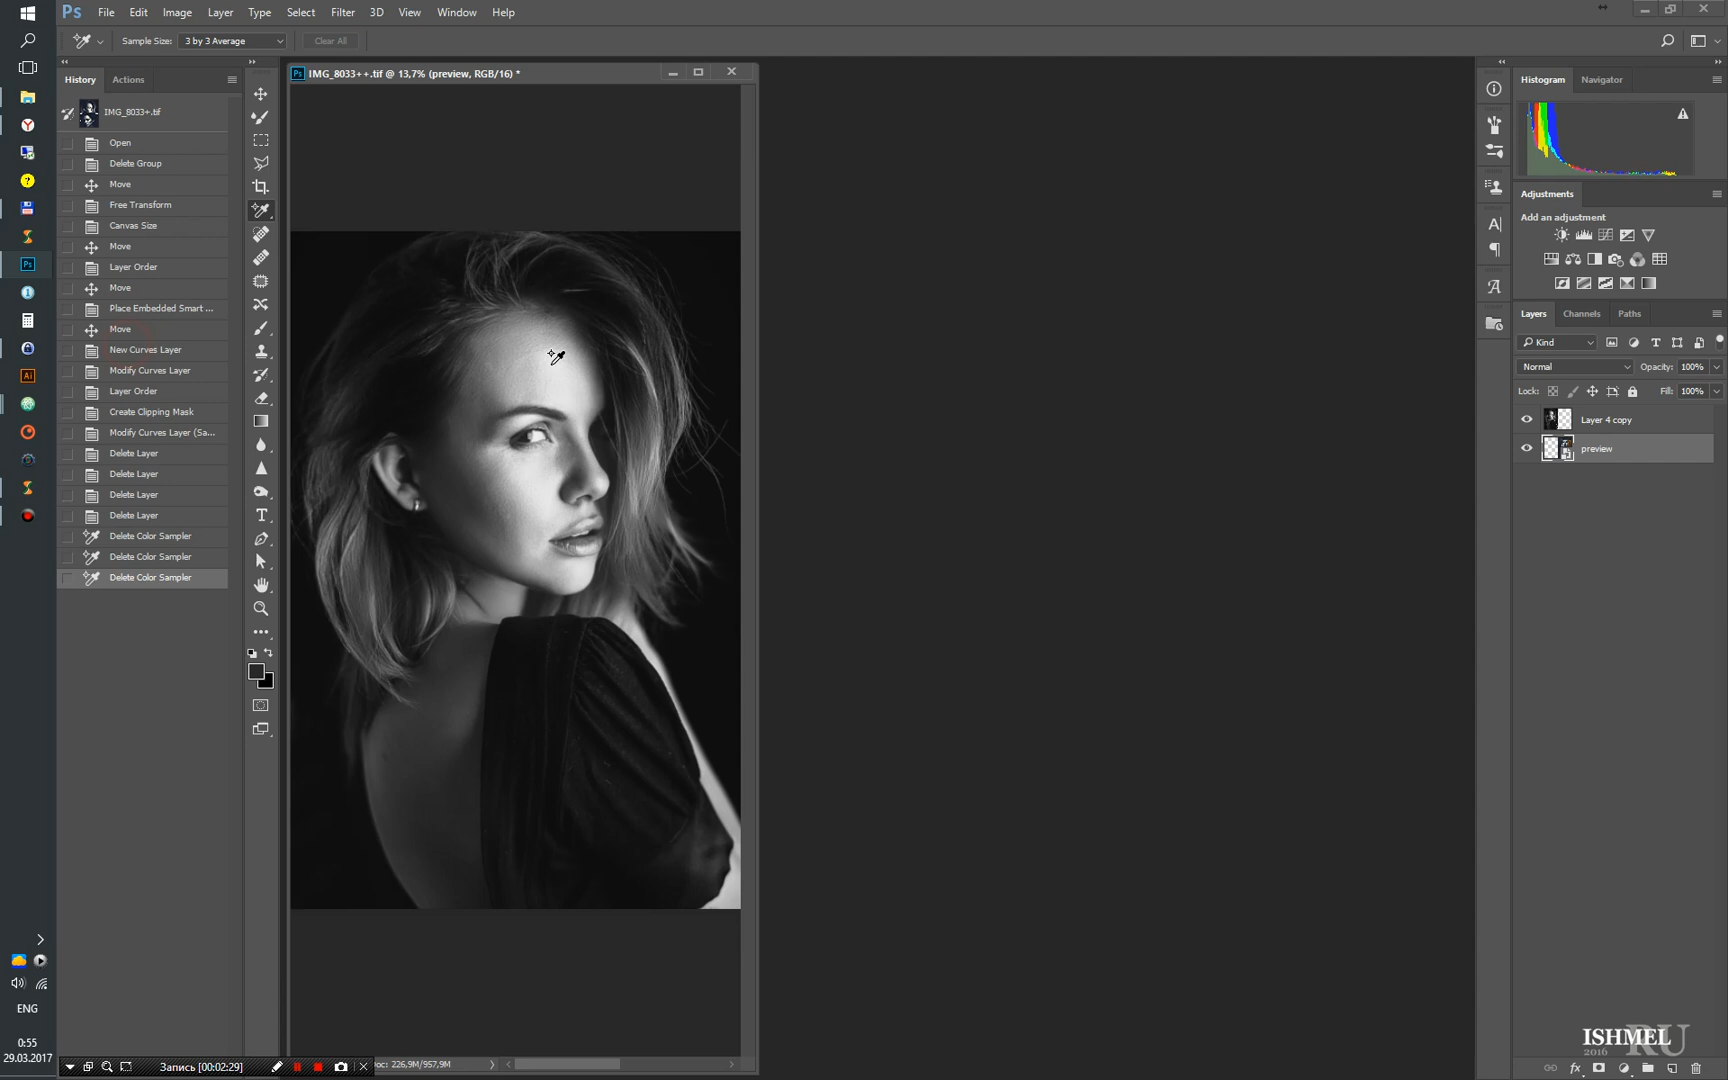 Ps File Edit Image Layer Type Select Filter 3D View Window Help
Sample Size: 3 by 3 Average Clear All
History Actions
IMG_8033+.tif
Open
Delete Group
Move
Free Transform
Canvas Size
Move
Layer Order
Move
Place Embedded Smart ...
Move
New Curves Layer
Modify Curves Layer
Layer Order
Create Clipping Mask
Modify Curves Layer (Sa...
Delete Layer
Delete Layer
Delete Layer
Delete Layer
Delete Color Sampler
Delete Color Sampler
Delete Color Sampler
Ps IMG_8033++.tif @ 13,7% (preview, RGB/16) *
Histogram Navigator
Adjustments
Add an adjustment
Layers Channels Paths
Kind
Normal Opacity: 100%
Lock: Fill: 100%
Layer 4 copy
preview
Ps
Ai
ENG
0:55
29.03.2017
Запись [00:02:29]
ос: 226,9M/957,9M
ISHMEL
RU
2016